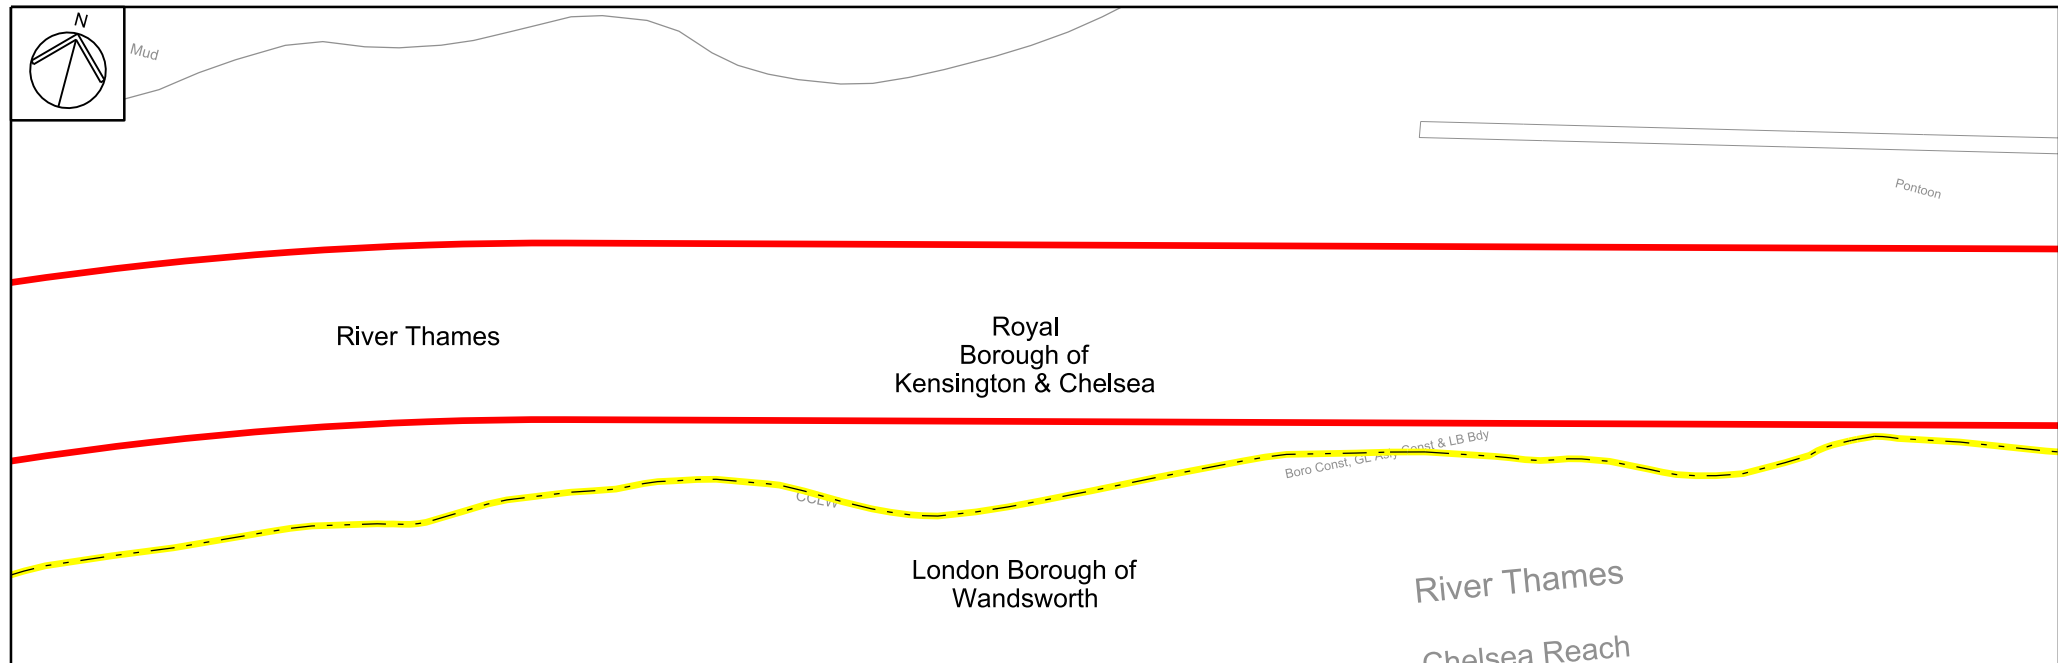 N
Mud
Pontoon
River Thames
Royal
Borough of
Kensington & Chelsea
Boro Const, GL Asly Const & LB Bdy
CCLW
London Borough of
Wandsworth
River Thames
Chelsea Reach